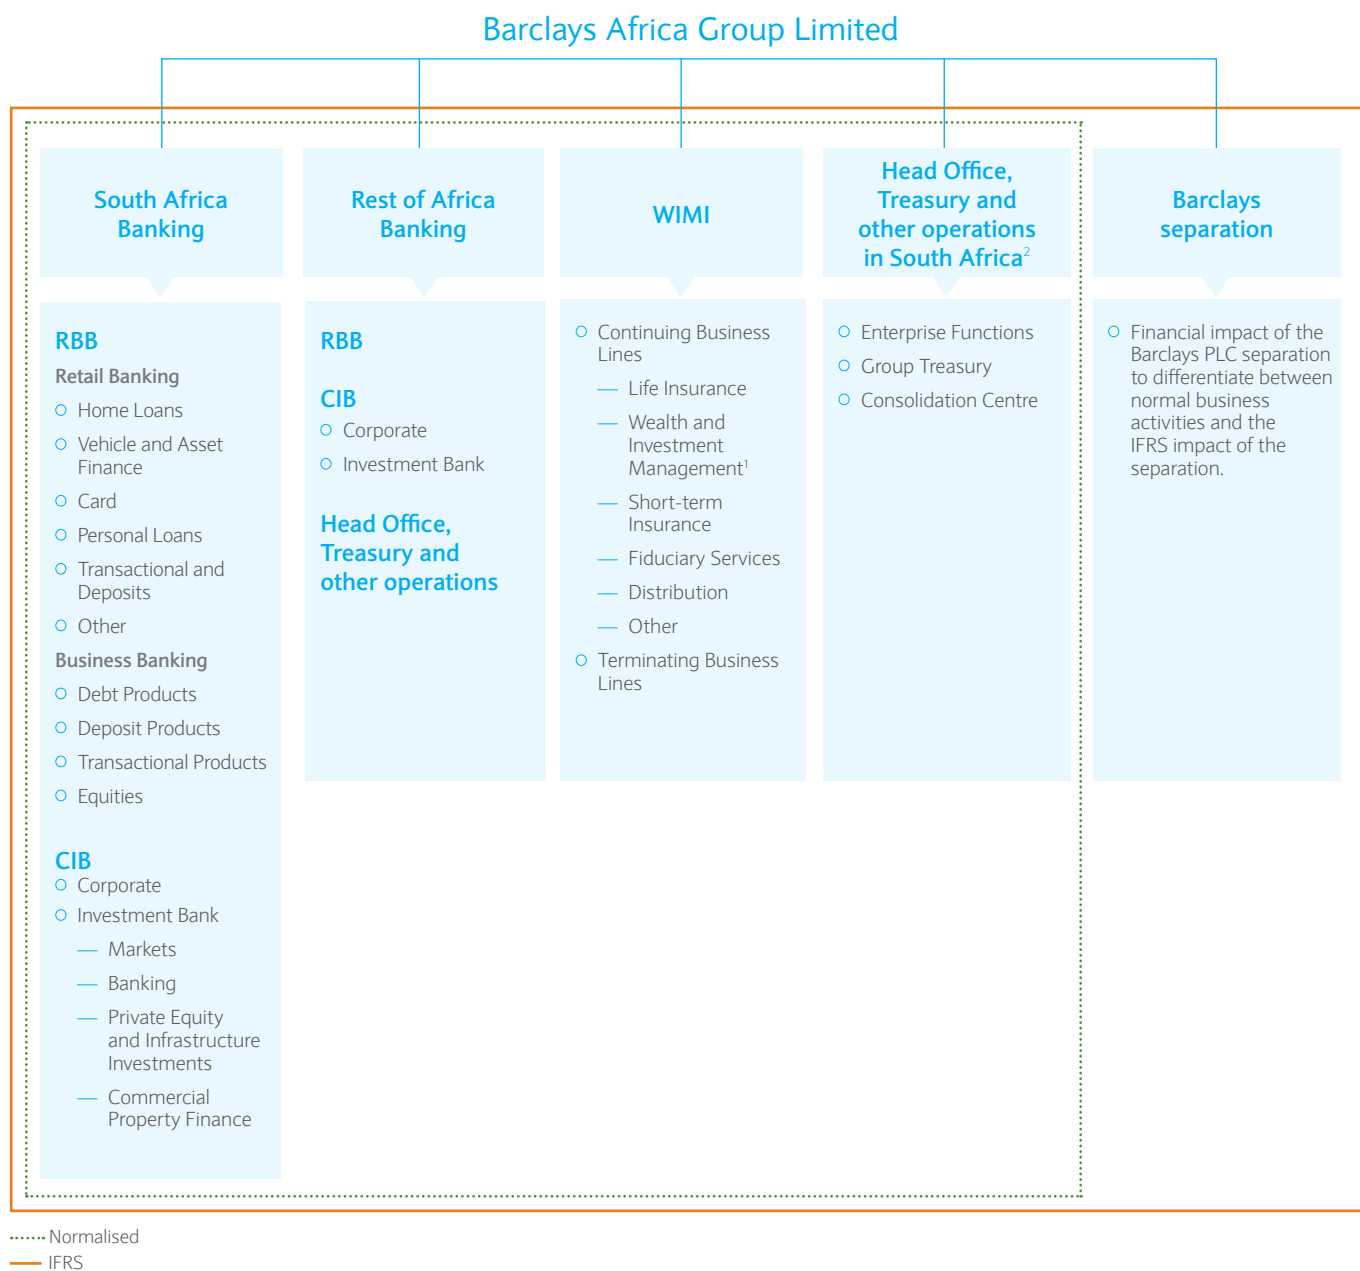 Barclays Africa Group Limited
South Africa
Banking
RBB
Retail Banking
Home Loans
Vehicle and Asset
Finance
Card
Personal Loans
Transactional and
Deposits
Other
Business Banking
Debt Products
Deposit Products
Transactional Products
Equities
CIB
Corporate
Investment Bank
— Markets
— Banking
— Private Equity
and Infrastructure
Investments
— Commercial
Property Finance
Rest of Africa
Banking
RBB
CIB
Corporate
Investment Bank
Head Office,
Treasury and
other operations
WIMI
Continuing Business
Lines
— Life Insurance
— Wealth and
Investment
Management¹
— Short-term
Insurance
— Fiduciary Services
— Distribution
— Other
Terminating Business
Lines
Head Office,
Treasury and
other operations
in South Africa²
Enterprise Functions
Group Treasury
Consolidation Centre
Barclays
separation
Financial impact of the
Barclays PLC separation
to differentiate between
normal business
activities and the
IFRS impact of the
separation.
Normalised
IFRS